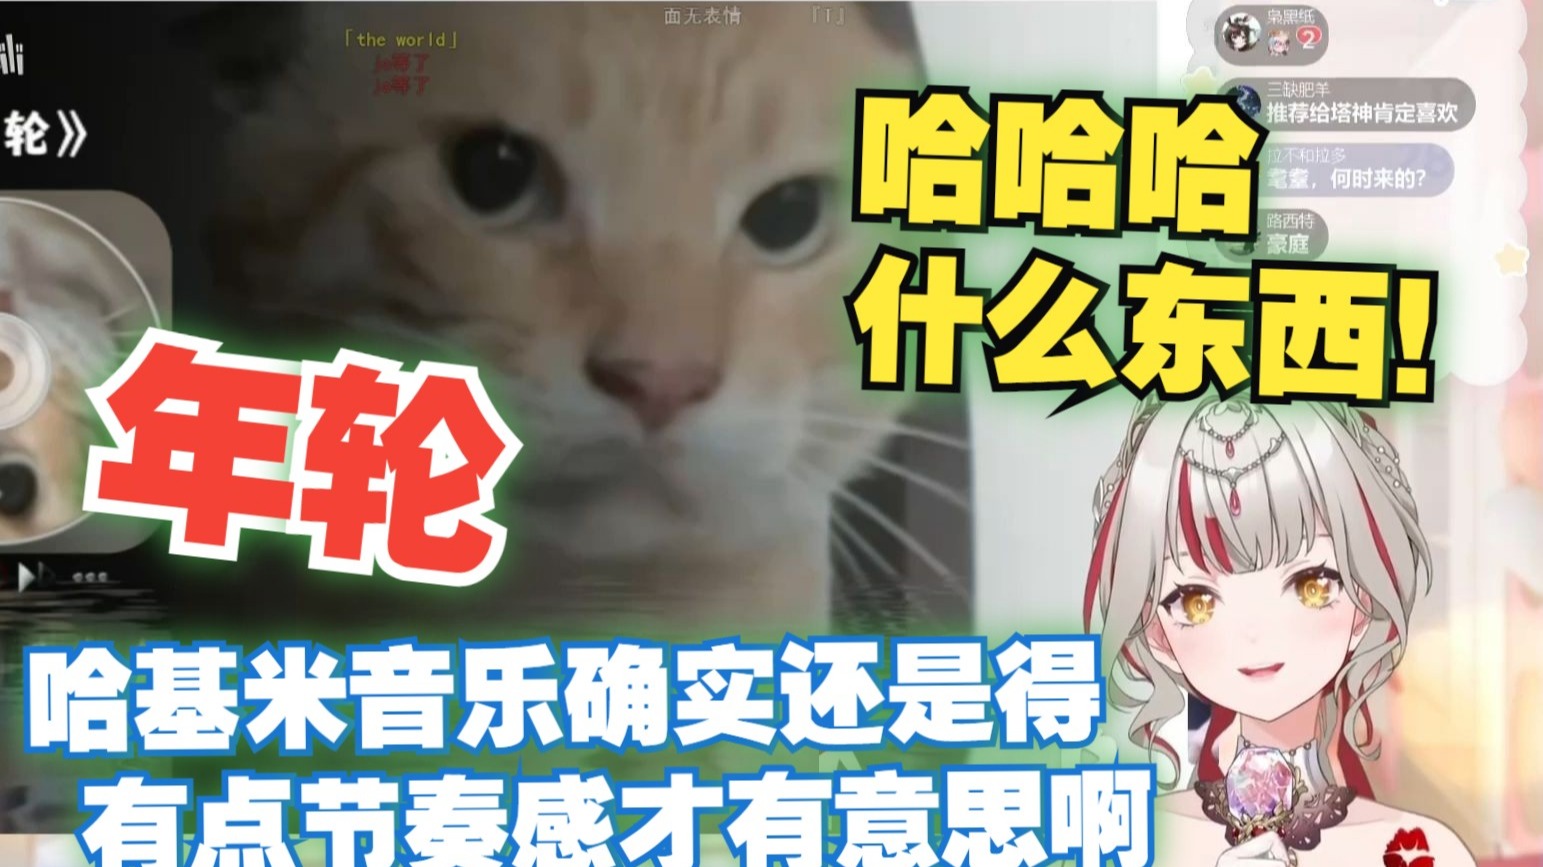 面无表情
『T』
「the world」
jo等了
jo等了
轮》
枭黑纸
2
三缺肥羊
推荐给塔神肯定喜欢
拉不和拉多
耄耋，何时来的?
路西特
豪庭
哈哈哈
什么东西!
年轮
哈基米音乐确实还是得
有点节奏感才有意思啊